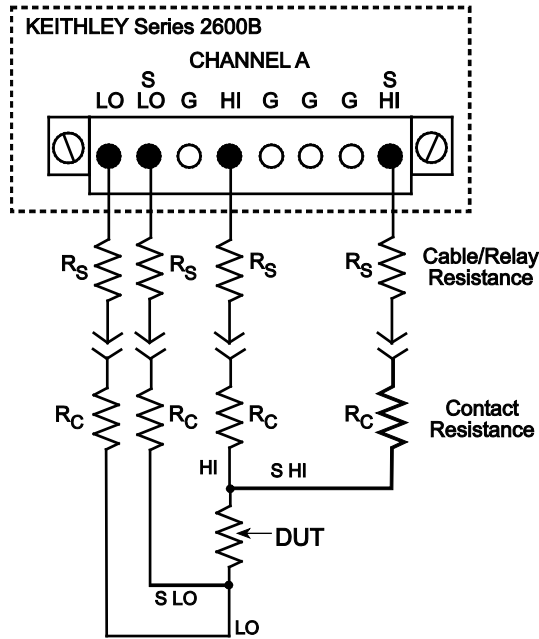 KEITHLEY Series 2600B
CHANNEL A
S S
LO LO G HI G G G HI
RS RS RS RS Cable/Relay
Resistance
RC RC RC RC Contact
Resistance
HI S HI
DUT
S LO
LO